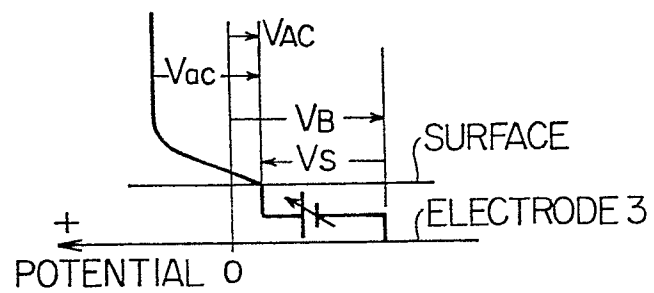 VAC
Vac
VB
VS
SURFACE
ELECTRODE 3
+
POTENTIAL 0